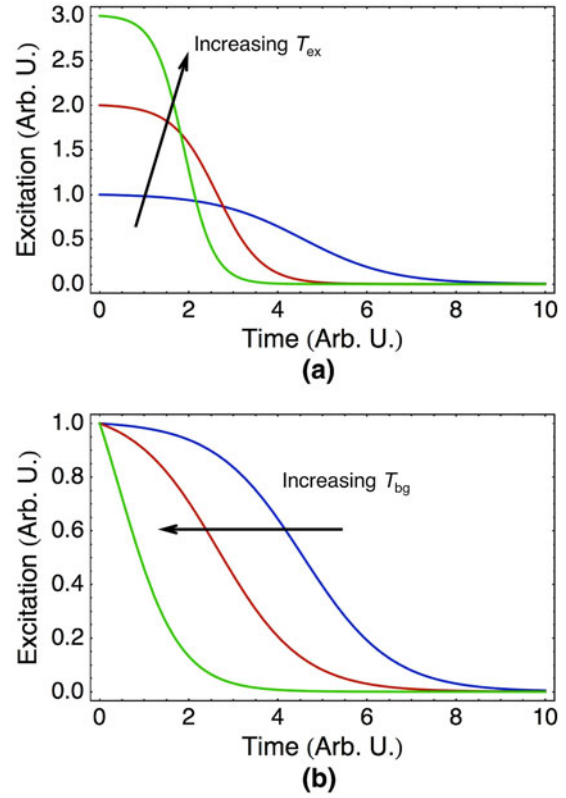 3.0
Increasing T_ex
2.5
2.0
1.5
1.0
0.5
0.0
Excitation (Arb. U.)
0 2 4 6 8 10
Time (Arb. U.)
(a)
1.0
0.8
Increasing T_bg
0.6
0.4
0.2
0.0
Excitation (Arb. U.)
0 2 4 6 8 10
Time (Arb. U.)
(b)